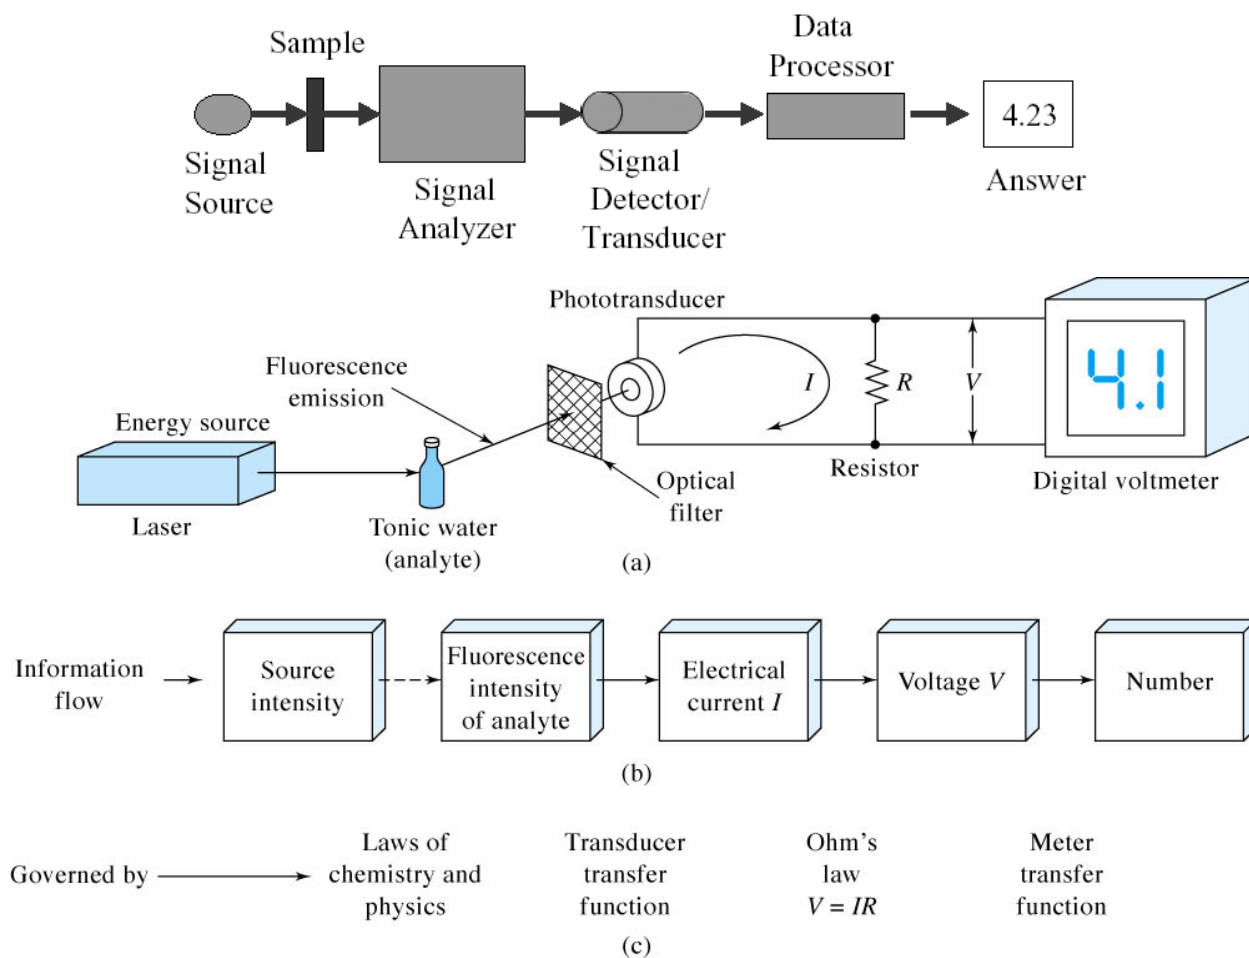 Sample
Data
Processor
4.23
Signal
Source
Signal
Analyzer
Signal
Detector/
Transducer
Answer
Phototransducer
Fluorescence
emission
Energy source
I
R
V
4.1
Laser
Tonic water
(analyte)
Optical
filter
Resistor
Digital voltmeter
(a)
Information
flow
Source
intensity
Fluorescence
intensity
of analyte
Electrical
current I
Voltage V
Number
(b)
Governed by
Laws of
chemistry and
physics
Transducer
transfer
function
Ohm's
law
V = IR
Meter
transfer
function
(c)